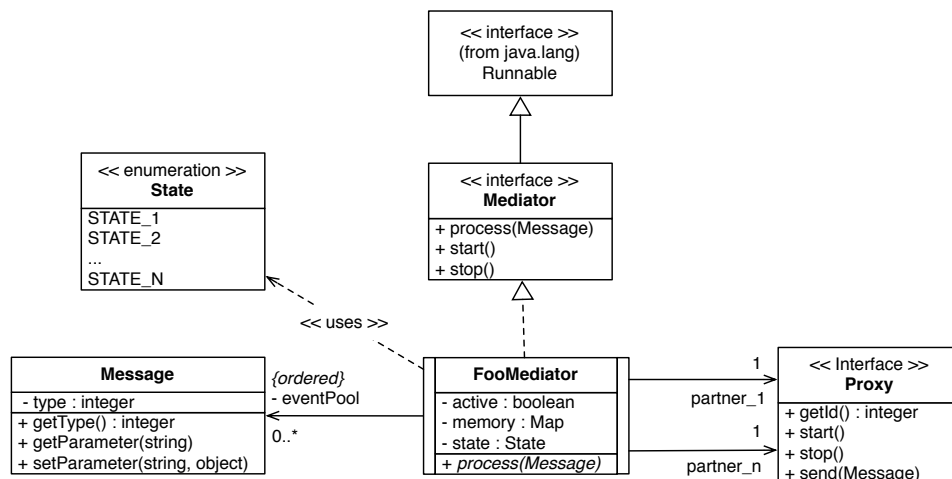 << interface >>
(from java.lang)
Runnable
<< enumeration >>
State
STATE_1
STATE_2
...
STATE_N
<< interface >>
Mediator
+ process(Message)
+ start()
+ stop()
<< uses >>
Message
- type : integer
+ getType() : integer
+ getParameter(string)
+ setParameter(string, object)
{ordered}
- eventPool
0..*
FooMediator
- active : boolean
- memory : Map
- state : State
+ process(Message)
1
partner_1
1
partner_n
<< Interface >>
Proxy
+ getId() : integer
+ start()
+ stop()
+ send(Message)